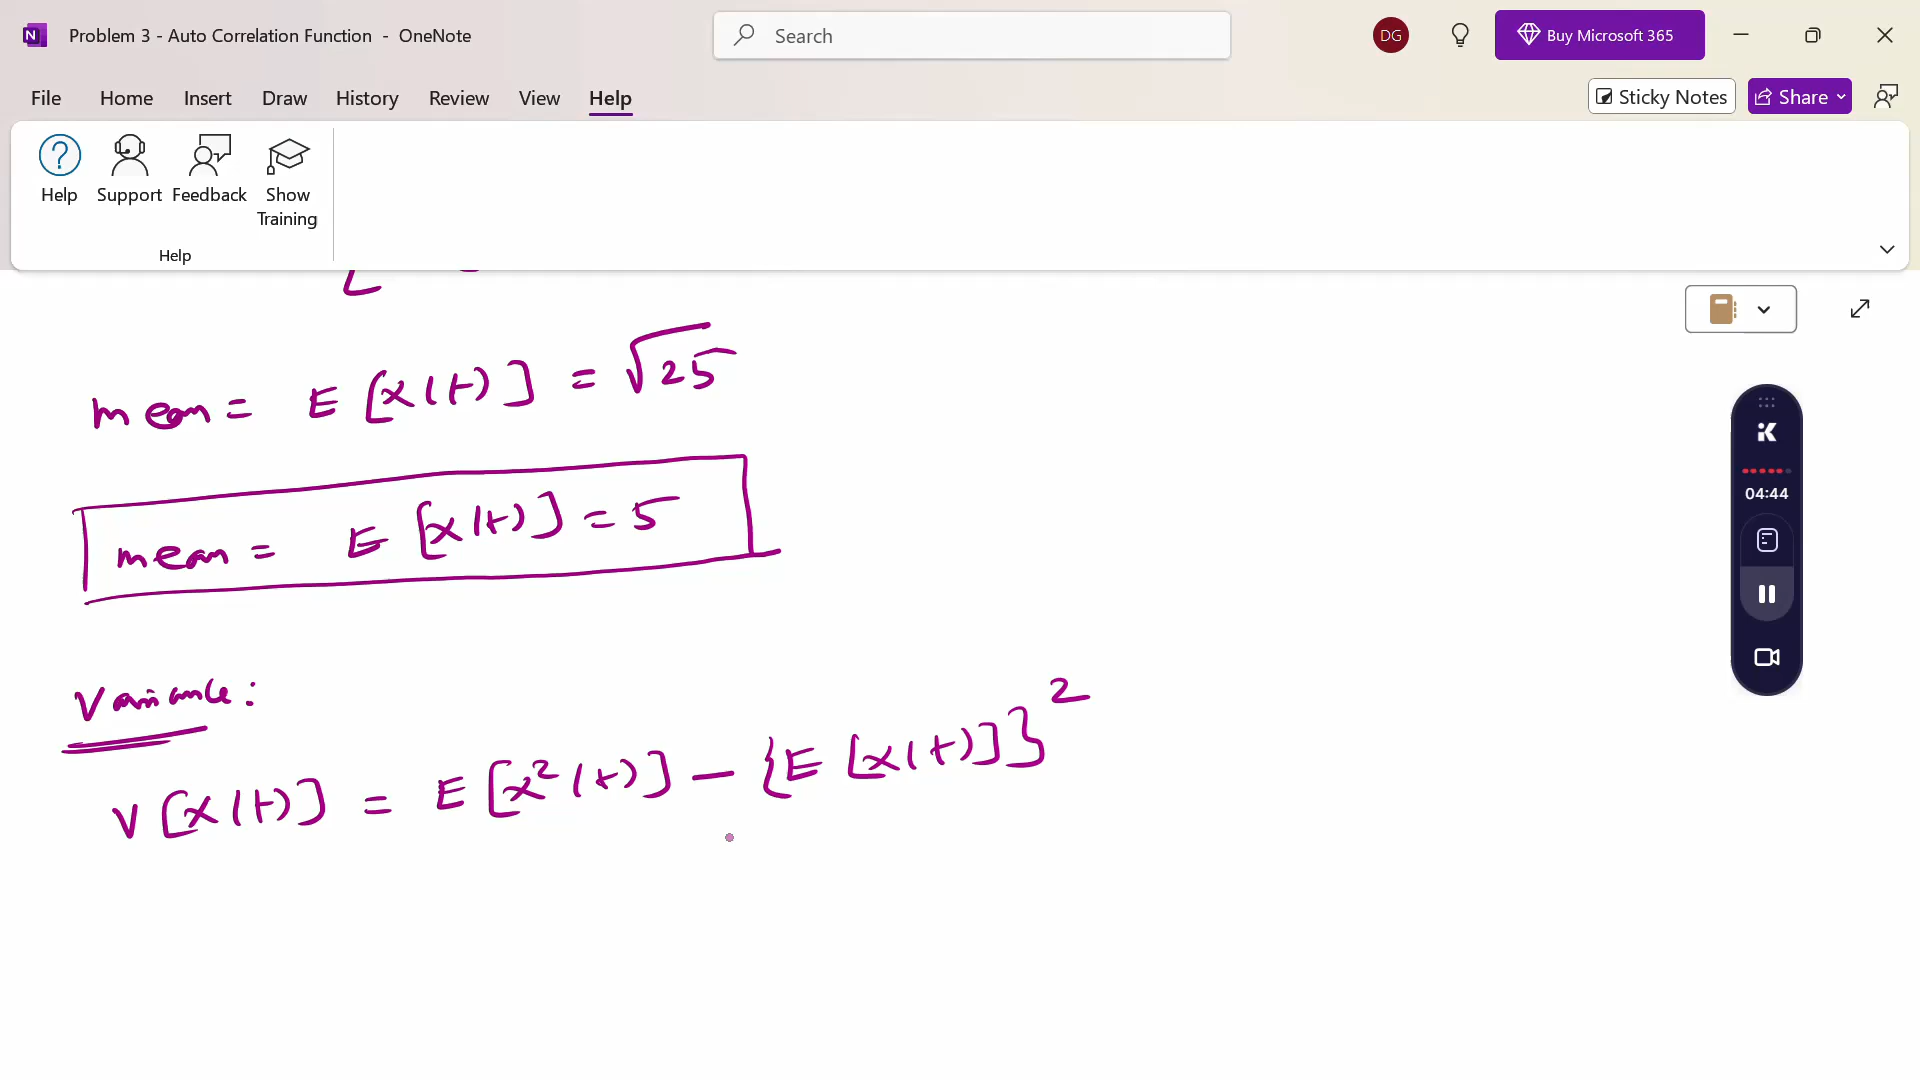 Problem 3 - Auto Correlation Function - OneNote
Search
DG
Buy Microsoft 365
File Home Insert Draw History Review View Help
Sticky Notes
Share
Help Support Feedback Show Training
Help
mean = E[x(t)] = √25
04:44
mean = E[x(t)] = 5
Variance:
V[x(t)] = E[x²(t)] - {E[x(t)]}²